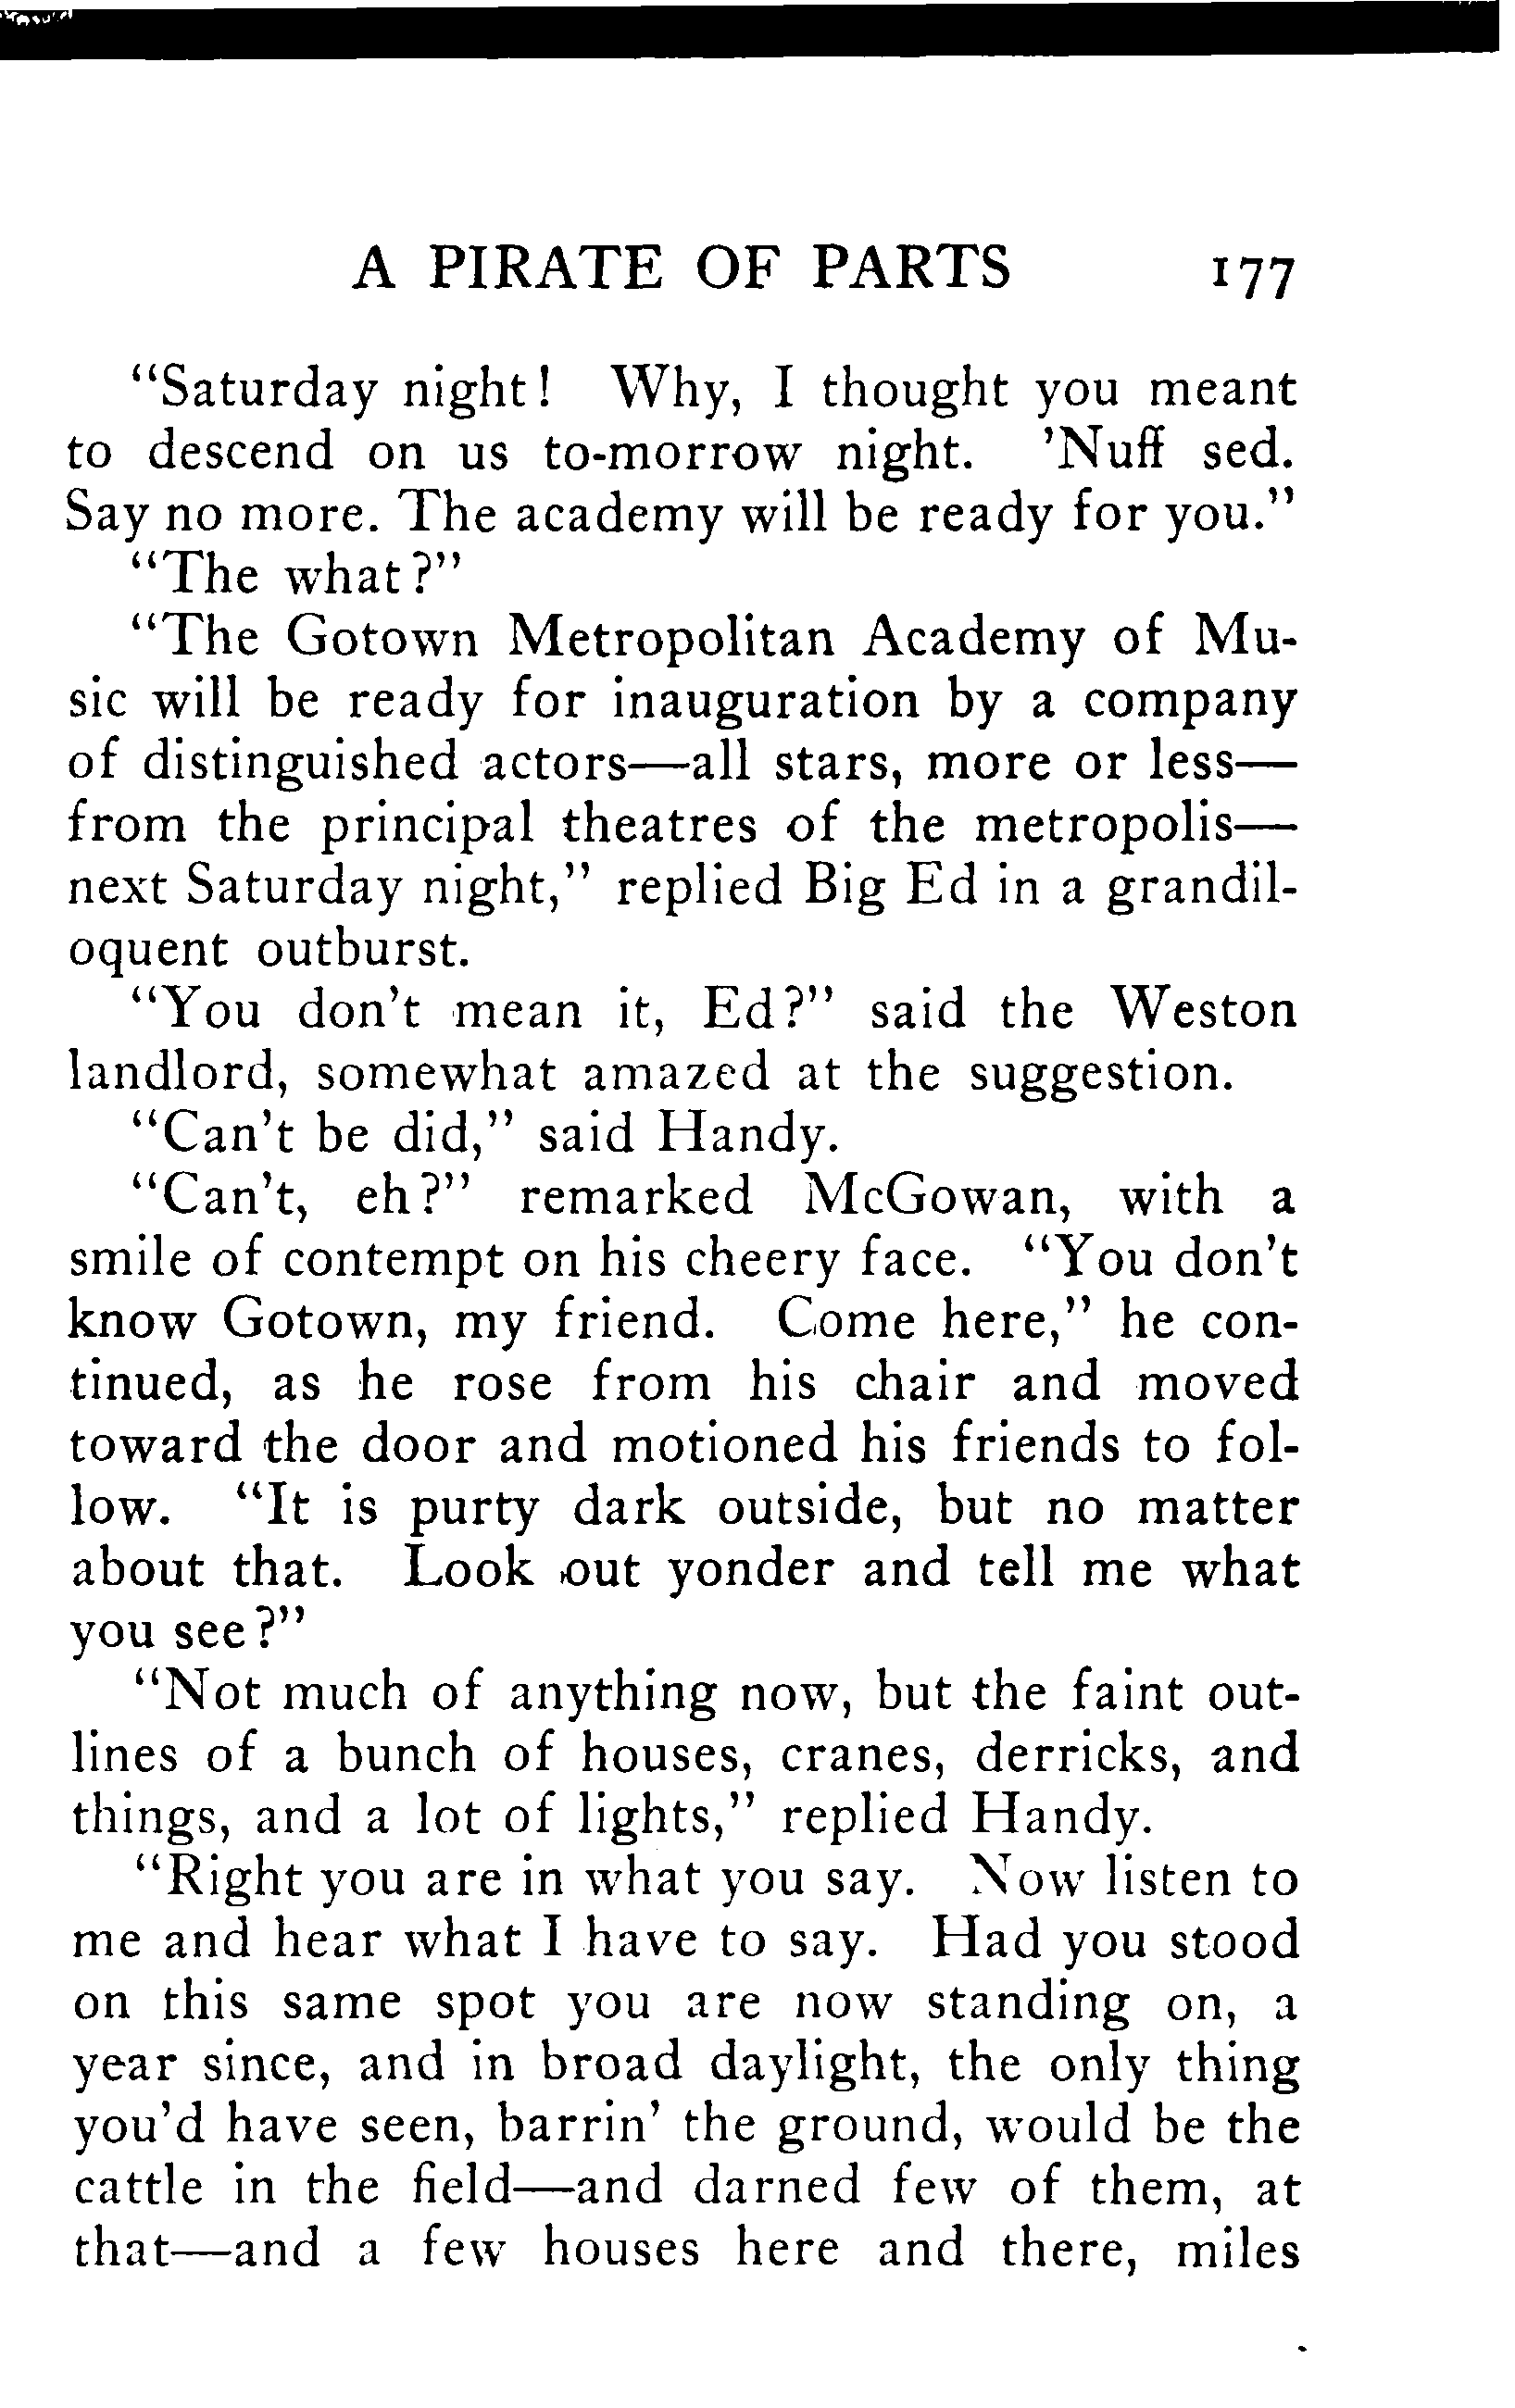 A PIRATE OF PARTS 177
"Saturday night! Why, I thought you meant
to descend on us to-morrow night. 'Nuff sed.
Say no more. The academy will be ready for you."
"The what?"
"The Gotown Metropolitan Academy of Mu-
sic will be ready for inauguration by a company
of distinguished actors—all stars, more or less—
from the principal theatres of the metropolis—
next Saturday night," replied Big Ed in a grandil-
oquent outburst.
"You don't mean it, Ed?" said the Weston
landlord, somewhat amazed at the suggestion.
"Can't be did," said Handy.
"Can't, eh?" remarked McGowan, with a
smile of contempt on his cheery face. "You don't
know Gotown, my friend. Come here," he con-
tinued, as he rose from his chair and moved
toward the door and motioned his friends to fol-
low. "It is purty dark outside, but no matter
about that. Look out yonder and tell me what
you see?"
"Not much of anything now, but the faint out-
lines of a bunch of houses, cranes, derricks, and
things, and a lot of lights," replied Handy.
"Right you are in what you say. Now listen to
me and hear what I have to say. Had you stood
on this same spot you are now standing on, a
year since, and in broad daylight, the only thing
you'd have seen, barrin' the ground, would be the
cattle in the field—and darned few of them, at
that—and a few houses here and there, miles